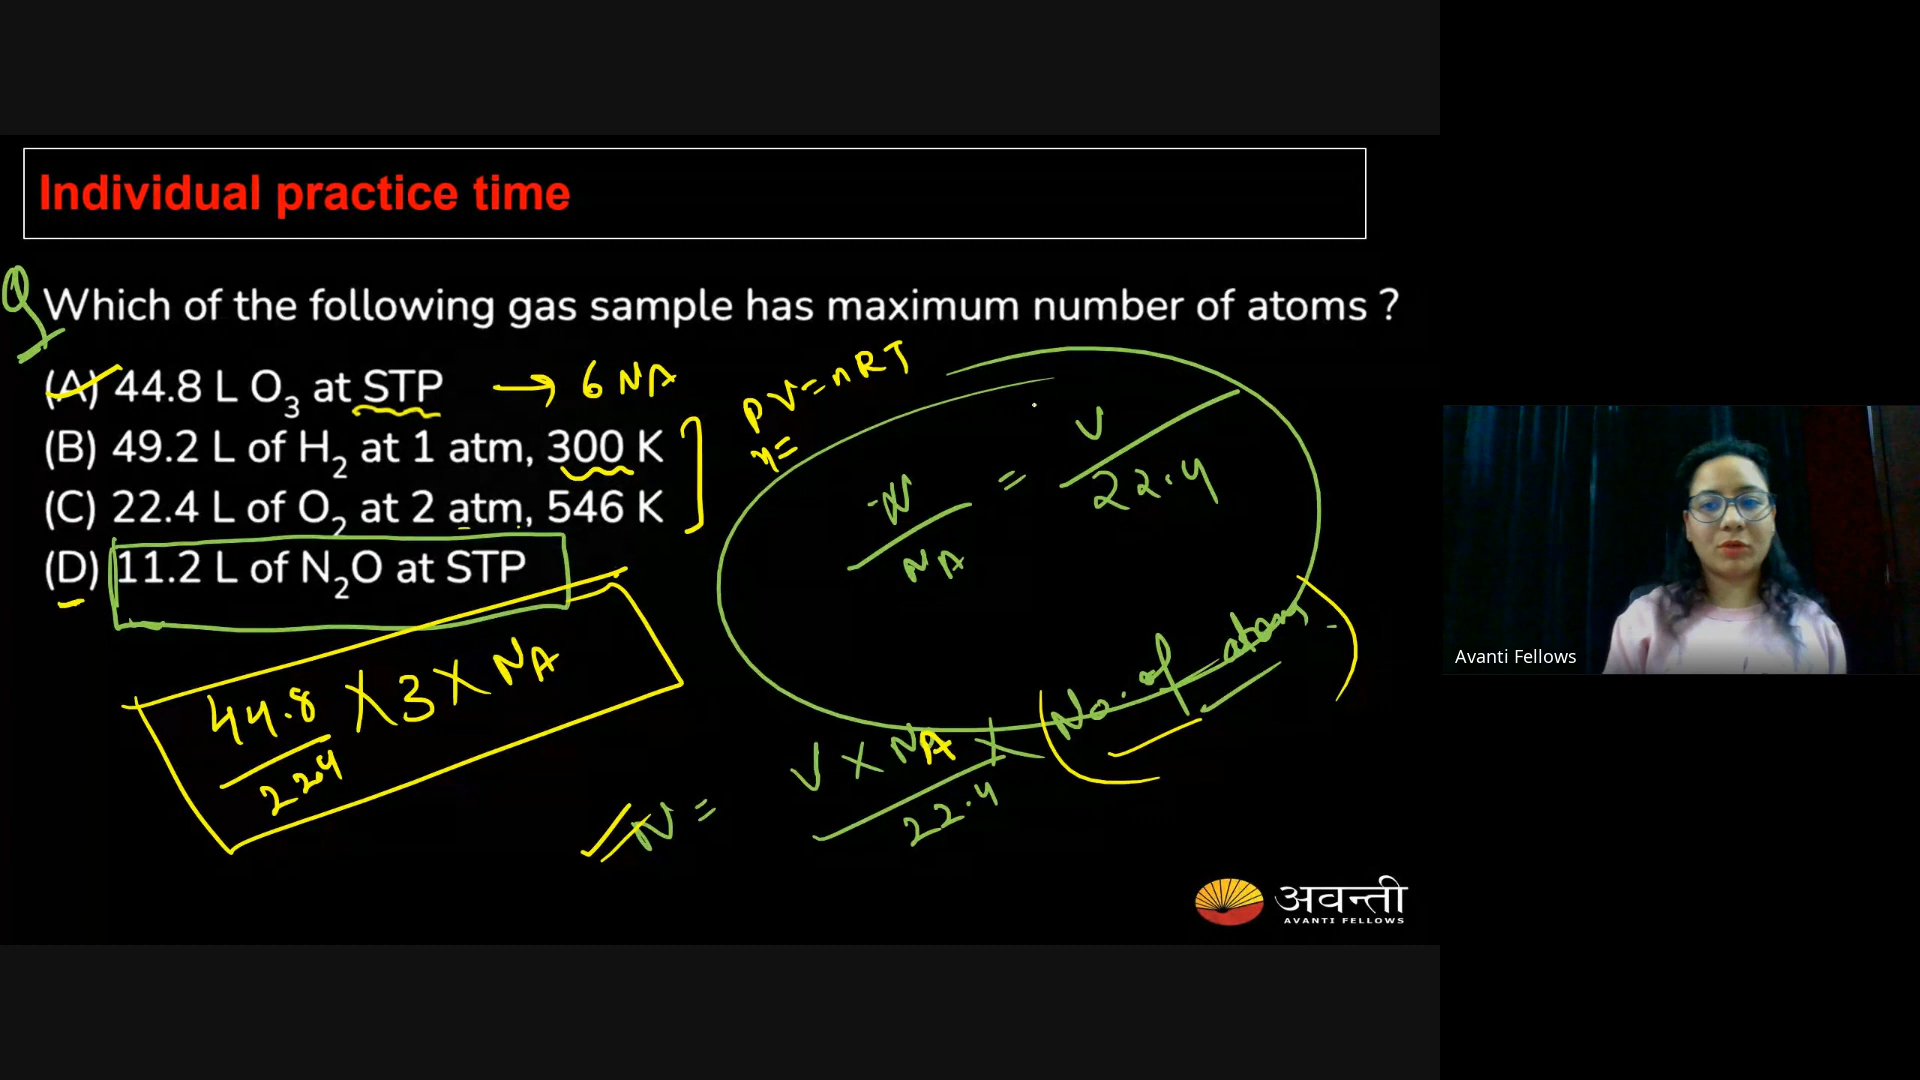 Individual practice time
Q Which of the following gas sample has maximum number of atoms ?
(A) 44.8 L O₃ at STP → 6 NA
PV=nRT
n=
(B) 49.2 L of H₂ at 1 atm, 300 K
(C) 22.4 L of O₂ at 2 atm, 546 K
(D) 11.2 L of N₂O at STP
N/NA = V/22.4
44.8/22.4 X 3 X NA
N = V X NA/22.4 X (No. of atoms)
Avanti Fellows
अवन्ती
AVANTI FELLOWS